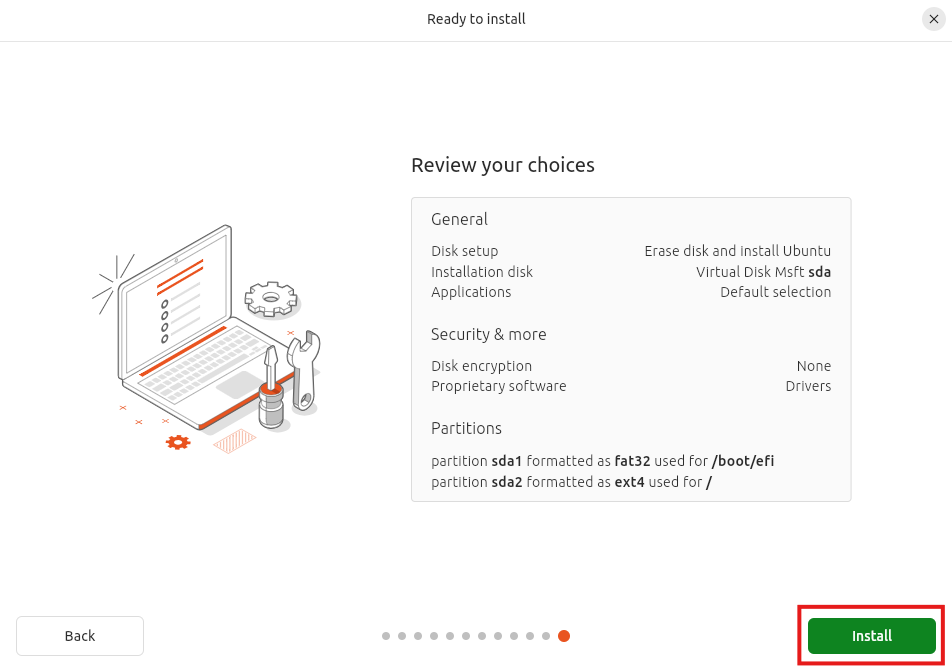 Ready to install
Review your choices
General
Disk setup Erase disk and install Ubuntu
Installation disk Virtual Disk Msft sda
Applications Default selection
Security & more
Disk encryption None
Proprietary software Drivers
Partitions
partition sda1 formatted as fat32 used for /boot/efi
partition sda2 formatted as ext4 used for /
Back Install